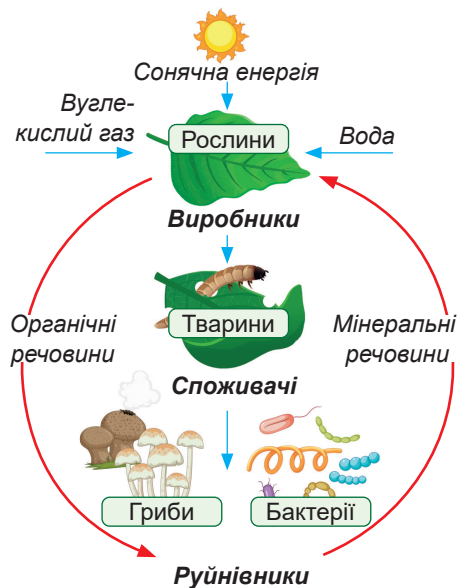 Сонячна енергія
Вугле-
кислий газ
Рослини
Вода
Виробники
Тварини
Органічні
речовини
Мінеральні
речовини
Споживачі
Гриби
Бактерії
Руйнівники